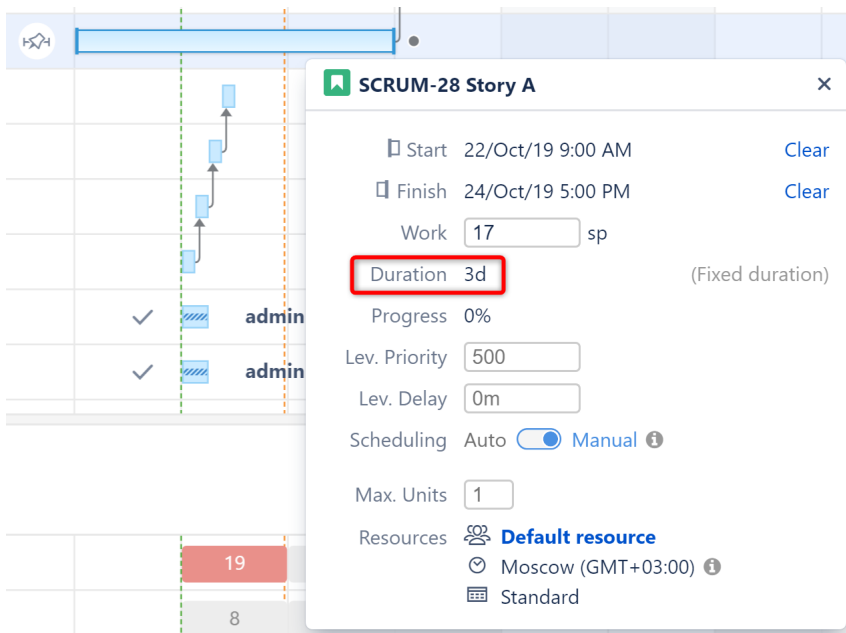 SCRUM-28 Story A
Start 22/Oct/19 9:00 AM Clear
Finish 24/Oct/19 5:00 PM Clear
Work 17 sp
Duration 3d (Fixed duration)
admin Progress 0%
Lev. Priority 500
admin Lev. Delay 0m
Scheduling Auto Manual
Max. Units 1
Resources Default resource
19 Moscow (GMT+03:00)
Standard
8